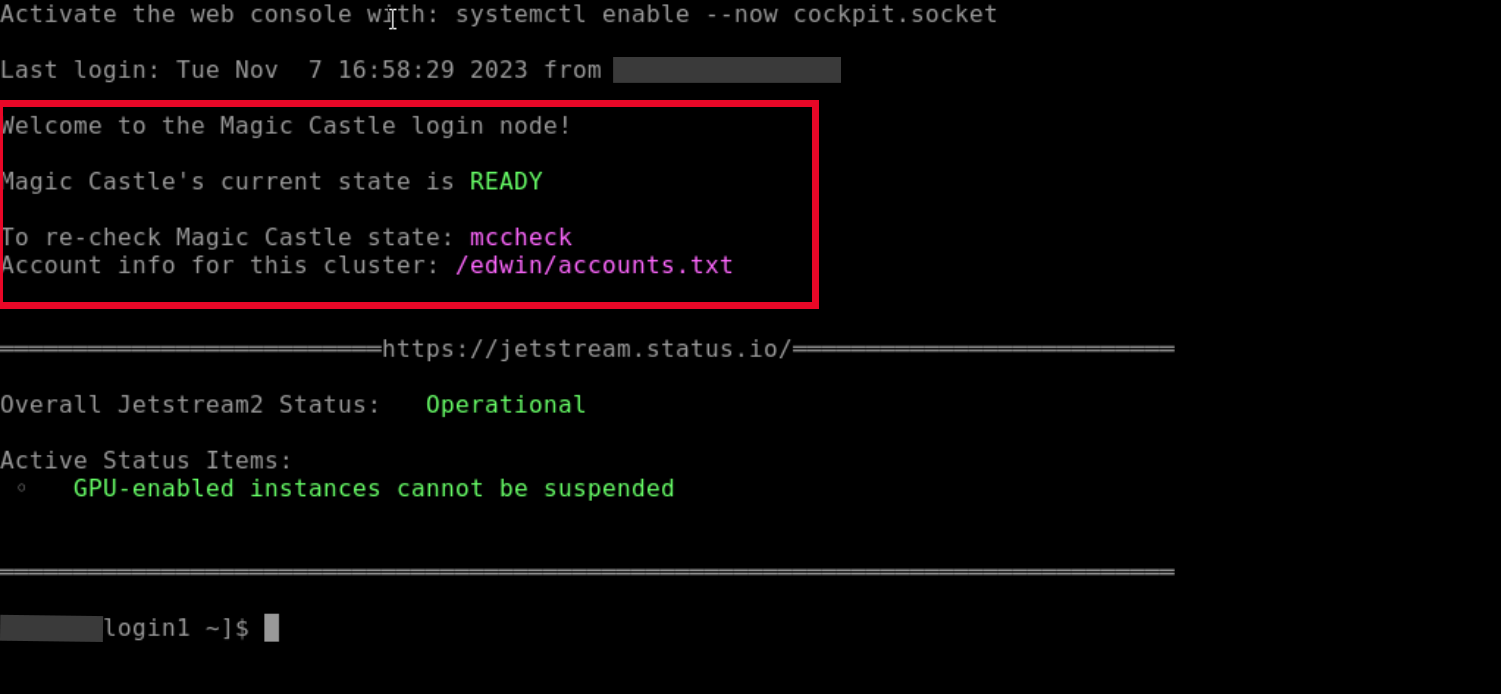 Activate the web console with: systemctl enable --now cockpit.socket
Last login: Tue Nov  7 16:58:29 2023 from
Welcome to the Magic Castle login node!
Magic Castle's current state is READY
To re-check Magic Castle state: mccheck
Account info for this cluster: /edwin/accounts.txt
══════════════════════════https://jetstream.status.io/══════════════════════════
Overall Jetstream2 Status:   Operational
Active Status Items:
◦   GPU-enabled instances cannot be suspended
════════════════════════════════════════════════════════════════════════════════
login1 ~]$